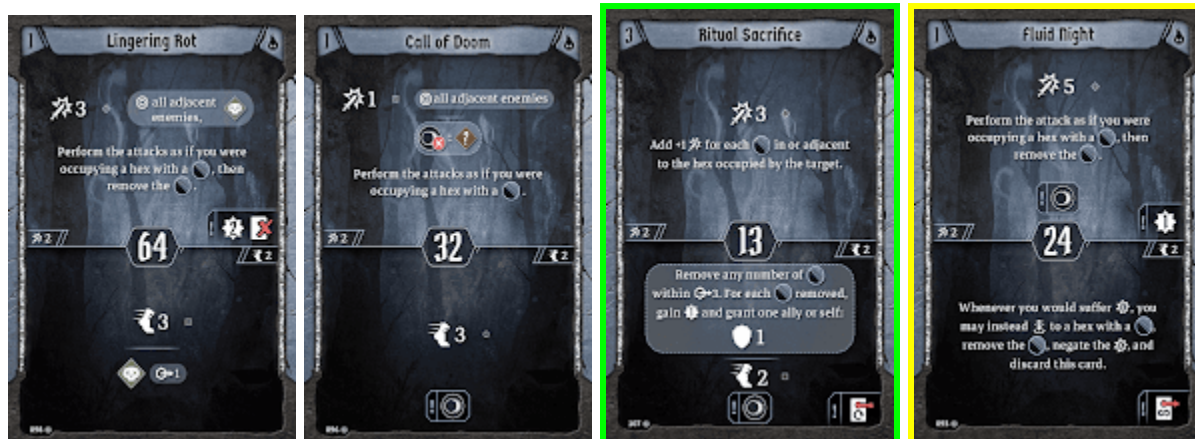 1
Lingering Rot
3
all adjacent
enemies,
Perform the attacks as if you were
occupying a hex with a , then
remove the .
2
2
64
2
3
1
1
Call of Doom
1
all adjacent enemies
Perform the attacks as if you were
occupying a hex with a .
2
32
2
3
3
Ritual Sacrifice
3
Add +1 for each in or adjacent
to the hex occupied by the target.
2
13
2
Remove any number of
within 3. For each removed,
gain 1 and grant one ally or self:
1
2
1
Fluid Night
5
Perform the attack as if you were
occupying a hex with a , then
remove the .
1
2
24
2
Whenever you would suffer , you
may instead to a hex with a ,
remove the , negate the , and
discard this card.